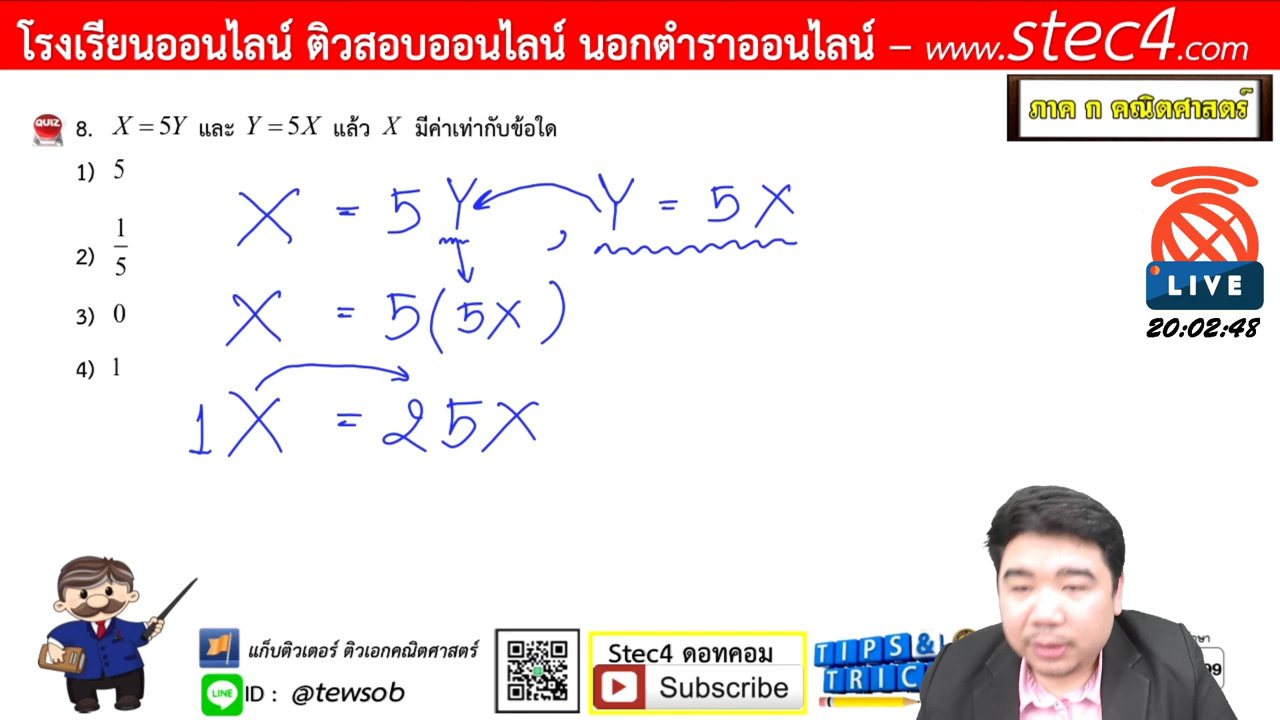 โรงเรียนออนไลน์ ติวสอบออนไลน์ นอกตำราออนไลน์ – www.stec4.com
ภาค ก คณิตศาสตร์
QUIZ
8. X = 5Y และ Y = 5X แล้ว X มีค่าเท่ากับข้อใด
1) 5
2) 1/5
3) 0
4) 1
X = 5Y , Y = 5X
X = 5(5X)
1X = 25X
LIVE
20:02:48
แก็บติวเตอร์ ติวเอกคณิตศาสตร์
LINE ID : @tewsob
Stec4 ดอทคอม
Subscribe
TIPS &
TRIC
99